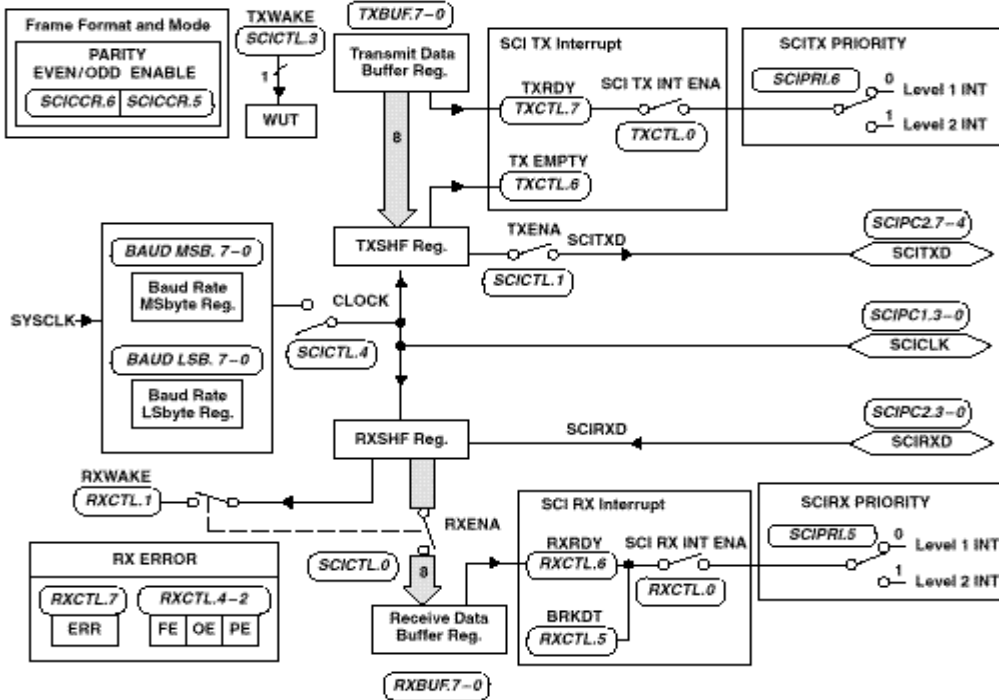 Frame Format and Mode
PARITY
EVEN/ODD ENABLE
SCICCR.6 SCICCR.5
TXWAKE
SCICTL.3
1
WUT
TXBUF.7-0
Transmit Data
Buffer Reg.
8
SCI TX Interrupt
TXRDY
TXCTL.7
SCI TX INT ENA
TXCTL.0
TX EMPTY
TXCTL.6
SCITX PRIORITY
SCIPRI.6
0
Level 1 INT
1
Level 2 INT
TXSHF Reg.
TXENA
SCITXD
SCICTL.1
SCIPC2.7-4
SCITXD
SYSCLK
BAUD MSB. 7-0
Baud Rate
MSbyte Reg.
BAUD LSB. 7-0
Baud Rate
LSbyte Reg.
CLOCK
SCICTL.4
SCIPC1.3-0
SCICLK
RXSHF Reg.
SCIRXD
SCIPC2.3-0
SCIRXD
RXWAKE
RXCTL.1
RXENA
SCICTL.0
8
RX ERROR
RXCTL.7 RXCTL.4-2
ERR FE OE PE
Receive Data
Buffer Reg.
RXBUF.7-0
SCI RX Interrupt
RXRDY
RXCTL.6
SCI RX INT ENA
RXCTL.0
BRKDT
RXCTL.5
SCIRX PRIORITY
SCIPRI.5
0
Level 1 INT
1
Level 2 INT